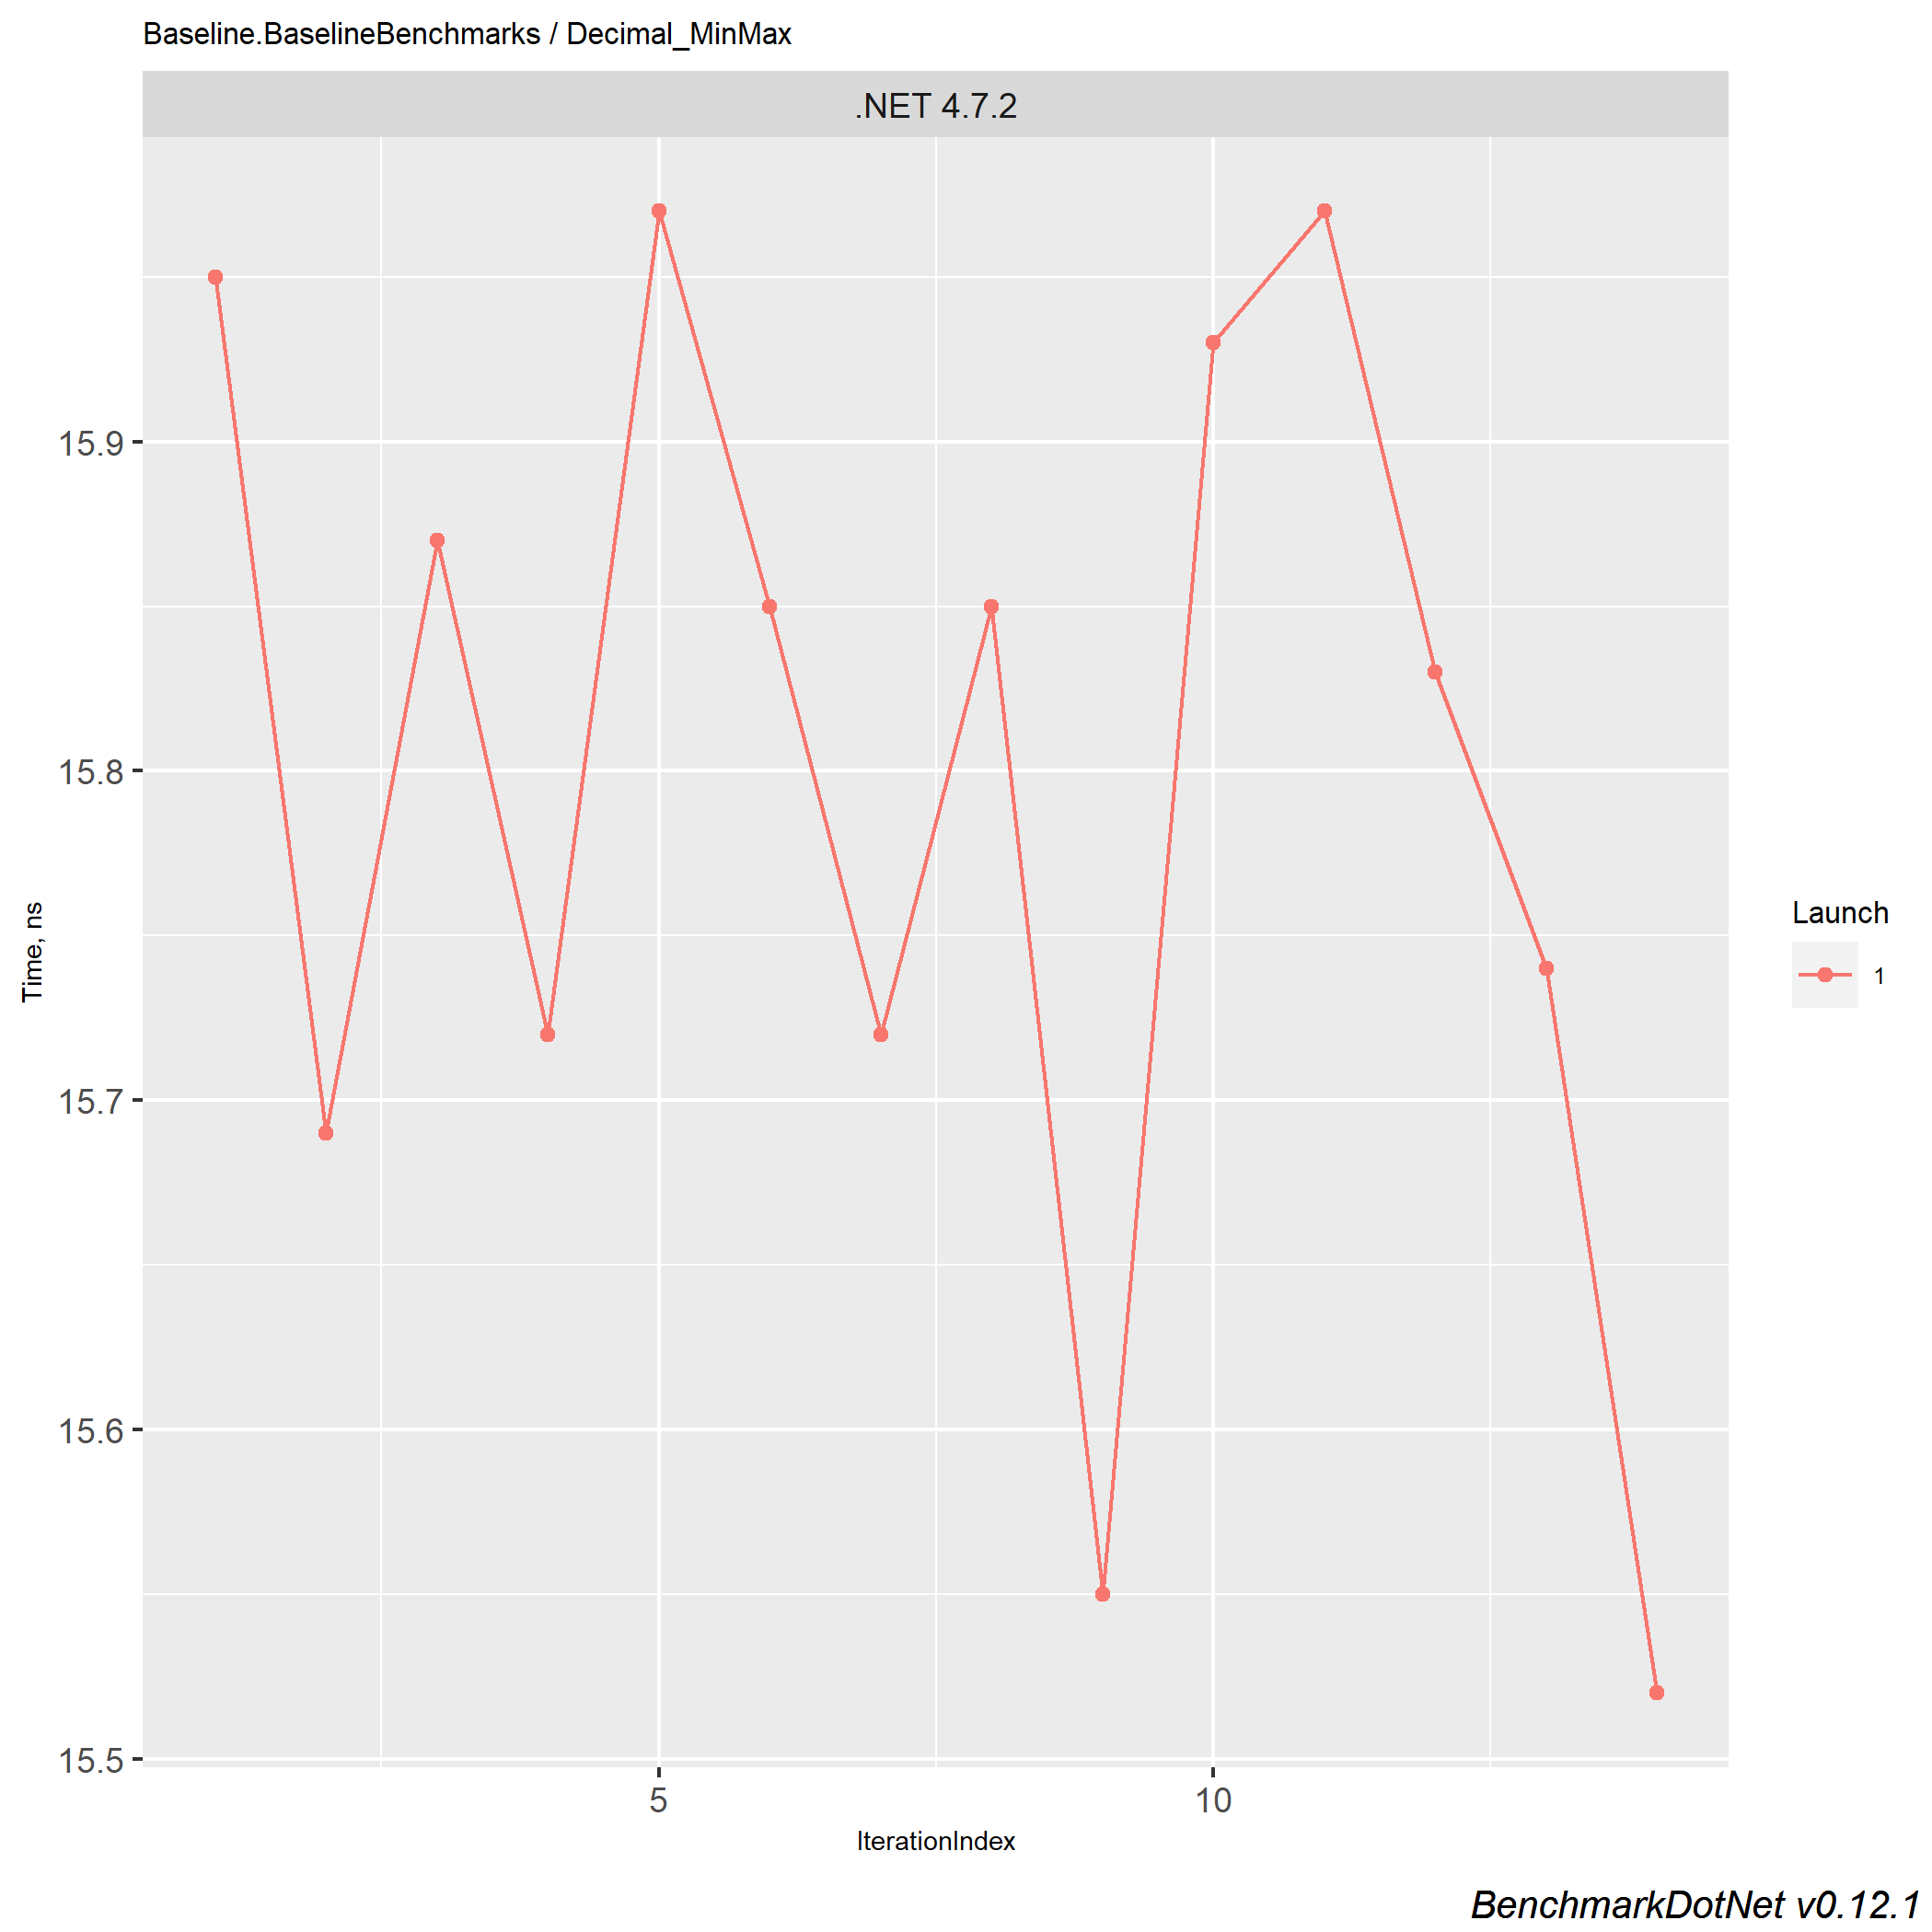 Baseline.BaselineBenchmarks / Decimal_MinMax
.NET 4.7.2
15.9
15.8
15.7
15.6
15.5
Time, ns
5
10
IterationIndex
Launch
1
BenchmarkDotNet v0.12.1